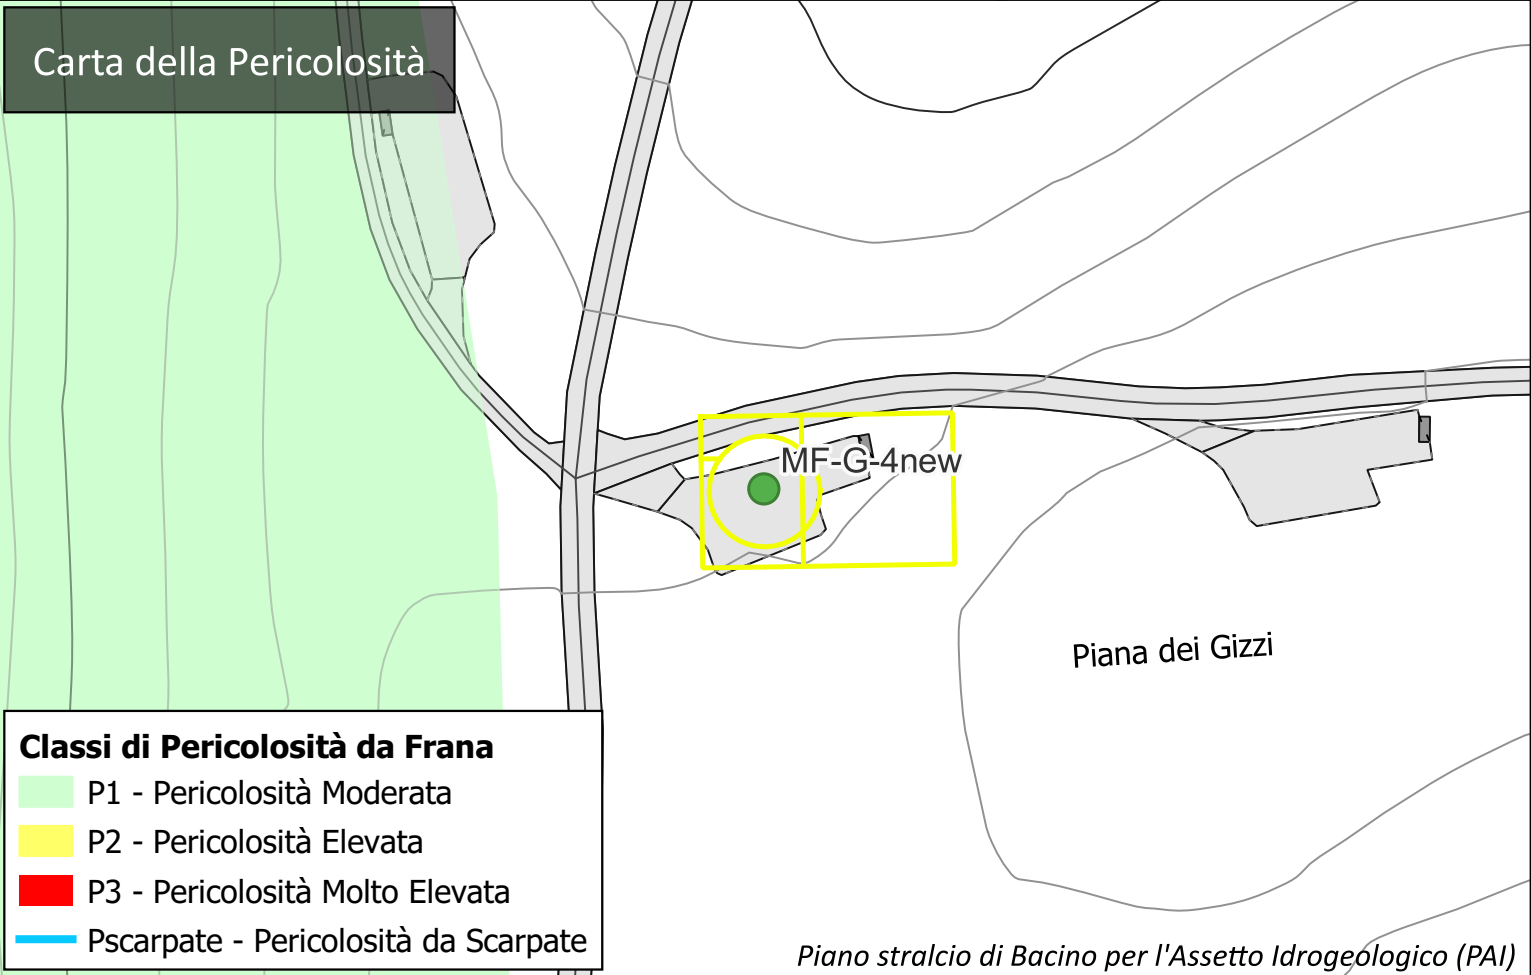 Carta della Pericolosità
MF-G-4new
Piana dei Gizzi
Classi di Pericolosità da Frana
P1 - Pericolosità Moderata
P2 - Pericolosità Elevata
P3 - Pericolosità Molto Elevata
Pscarpate - Pericolosità da Scarpate
Piano stralcio di Bacino per l'Assetto Idrogeologico (PAI)